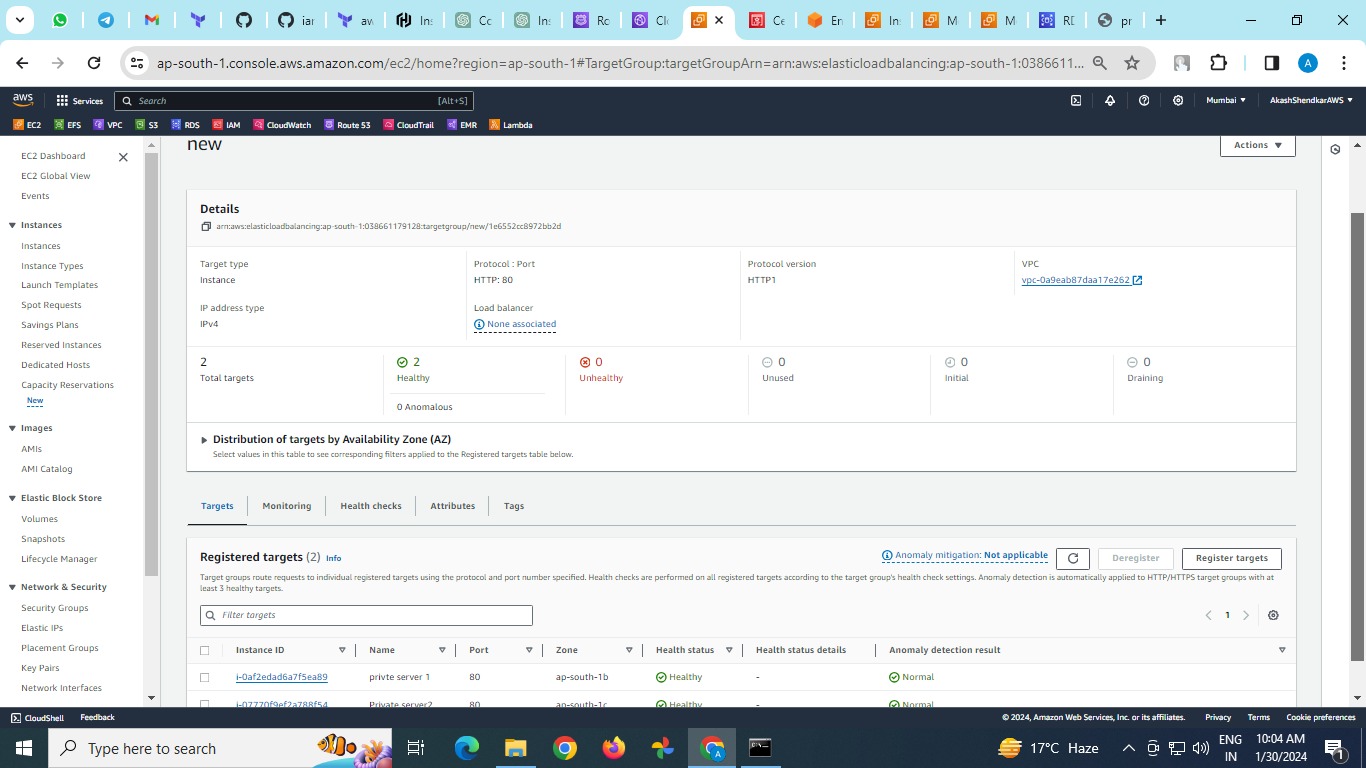 iar
aw
Ins
Co
Ins
Ro
Clo
Ce
En
In:
M
M
RD
pr
ap-south-1.console.aws.amazon.com/ec2/home?region=ap-south-1#TargetGroup:targetGroupArn=arn:aws:elasticloadbalancing:ap-south-1:0386611...
A
aws
Services
Search
[Alt+S]
Mumbai
AkashShendkarAWS
EC2
EFS
VPC
S3
RDS
IAM
CloudWatch
Route 53
CloudTrail
EMR
Lambda
EC2 Dashboard
EC2 Global View
Events
Instances
Instances
Instance Types
Launch Templates
Spot Requests
Savings Plans
Reserved Instances
Dedicated Hosts
Capacity Reservations
New
Images
AMIs
AMI Catalog
Elastic Block Store
Volumes
Snapshots
Lifecycle Manager
Network & Security
Security Groups
Elastic IPs
Placement Groups
Key Pairs
Network Interfaces
new
Actions
Details
arn:aws:elasticloadbalancing:ap-south-1:038661179128:targetgroup/new/1e6552cc8972bb2d
Target type
Instance
Protocol : Port
HTTP: 80
Protocol version
HTTP1
VPC
vpc-0a9eab87daa17e262
IP address type
IPv4
Load balancer
None associated
2
Total targets
2
Healthy
0 Anomalous
0
Unhealthy
0
Unused
0
Initial
0
Draining
Distribution of targets by Availability Zone (AZ)
Select values in this table to see corresponding filters applied to the Registered targets table below.
Targets
Monitoring
Health checks
Attributes
Tags
Registered targets (2) Info
Anomaly mitigation: Not applicable
Deregister
Register targets
Target groups route requests to individual registered targets using the protocol and port number specified. Health checks are performed on all registered targets according to the target group's health check settings. Anomaly detection is automatically applied to HTTP/HTTPS target groups with at
least 3 healthy targets.
Filter targets
1
Instance ID
Name
Port
Zone
Health status
Health status details
Anomaly detection result
i-0af2edad6a7f5ea89
privte server 1
80
ap-south-1b
Healthy
-
Normal
i-07770f9ef2a788f54
Private server2
80
ap-south-1c
Healthy
-
Normal
CloudShell
Feedback
© 2024, Amazon Web Services, Inc. or its affiliates.
Privacy
Terms
Cookie preferences
Type here to search
17°C Haze
ENG
IN
10:04 AM
1/30/2024
1